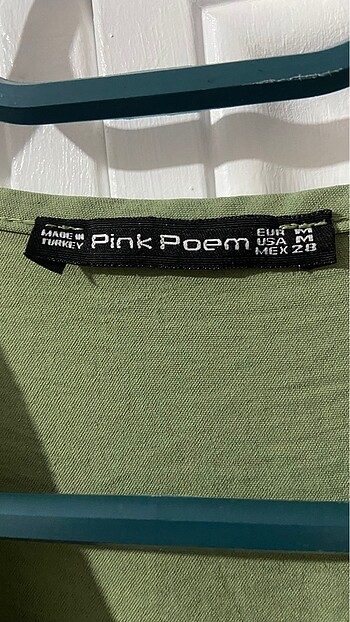 MADE IN
TURKEY
Pink Poem
EUR M
USA M
MEX 28